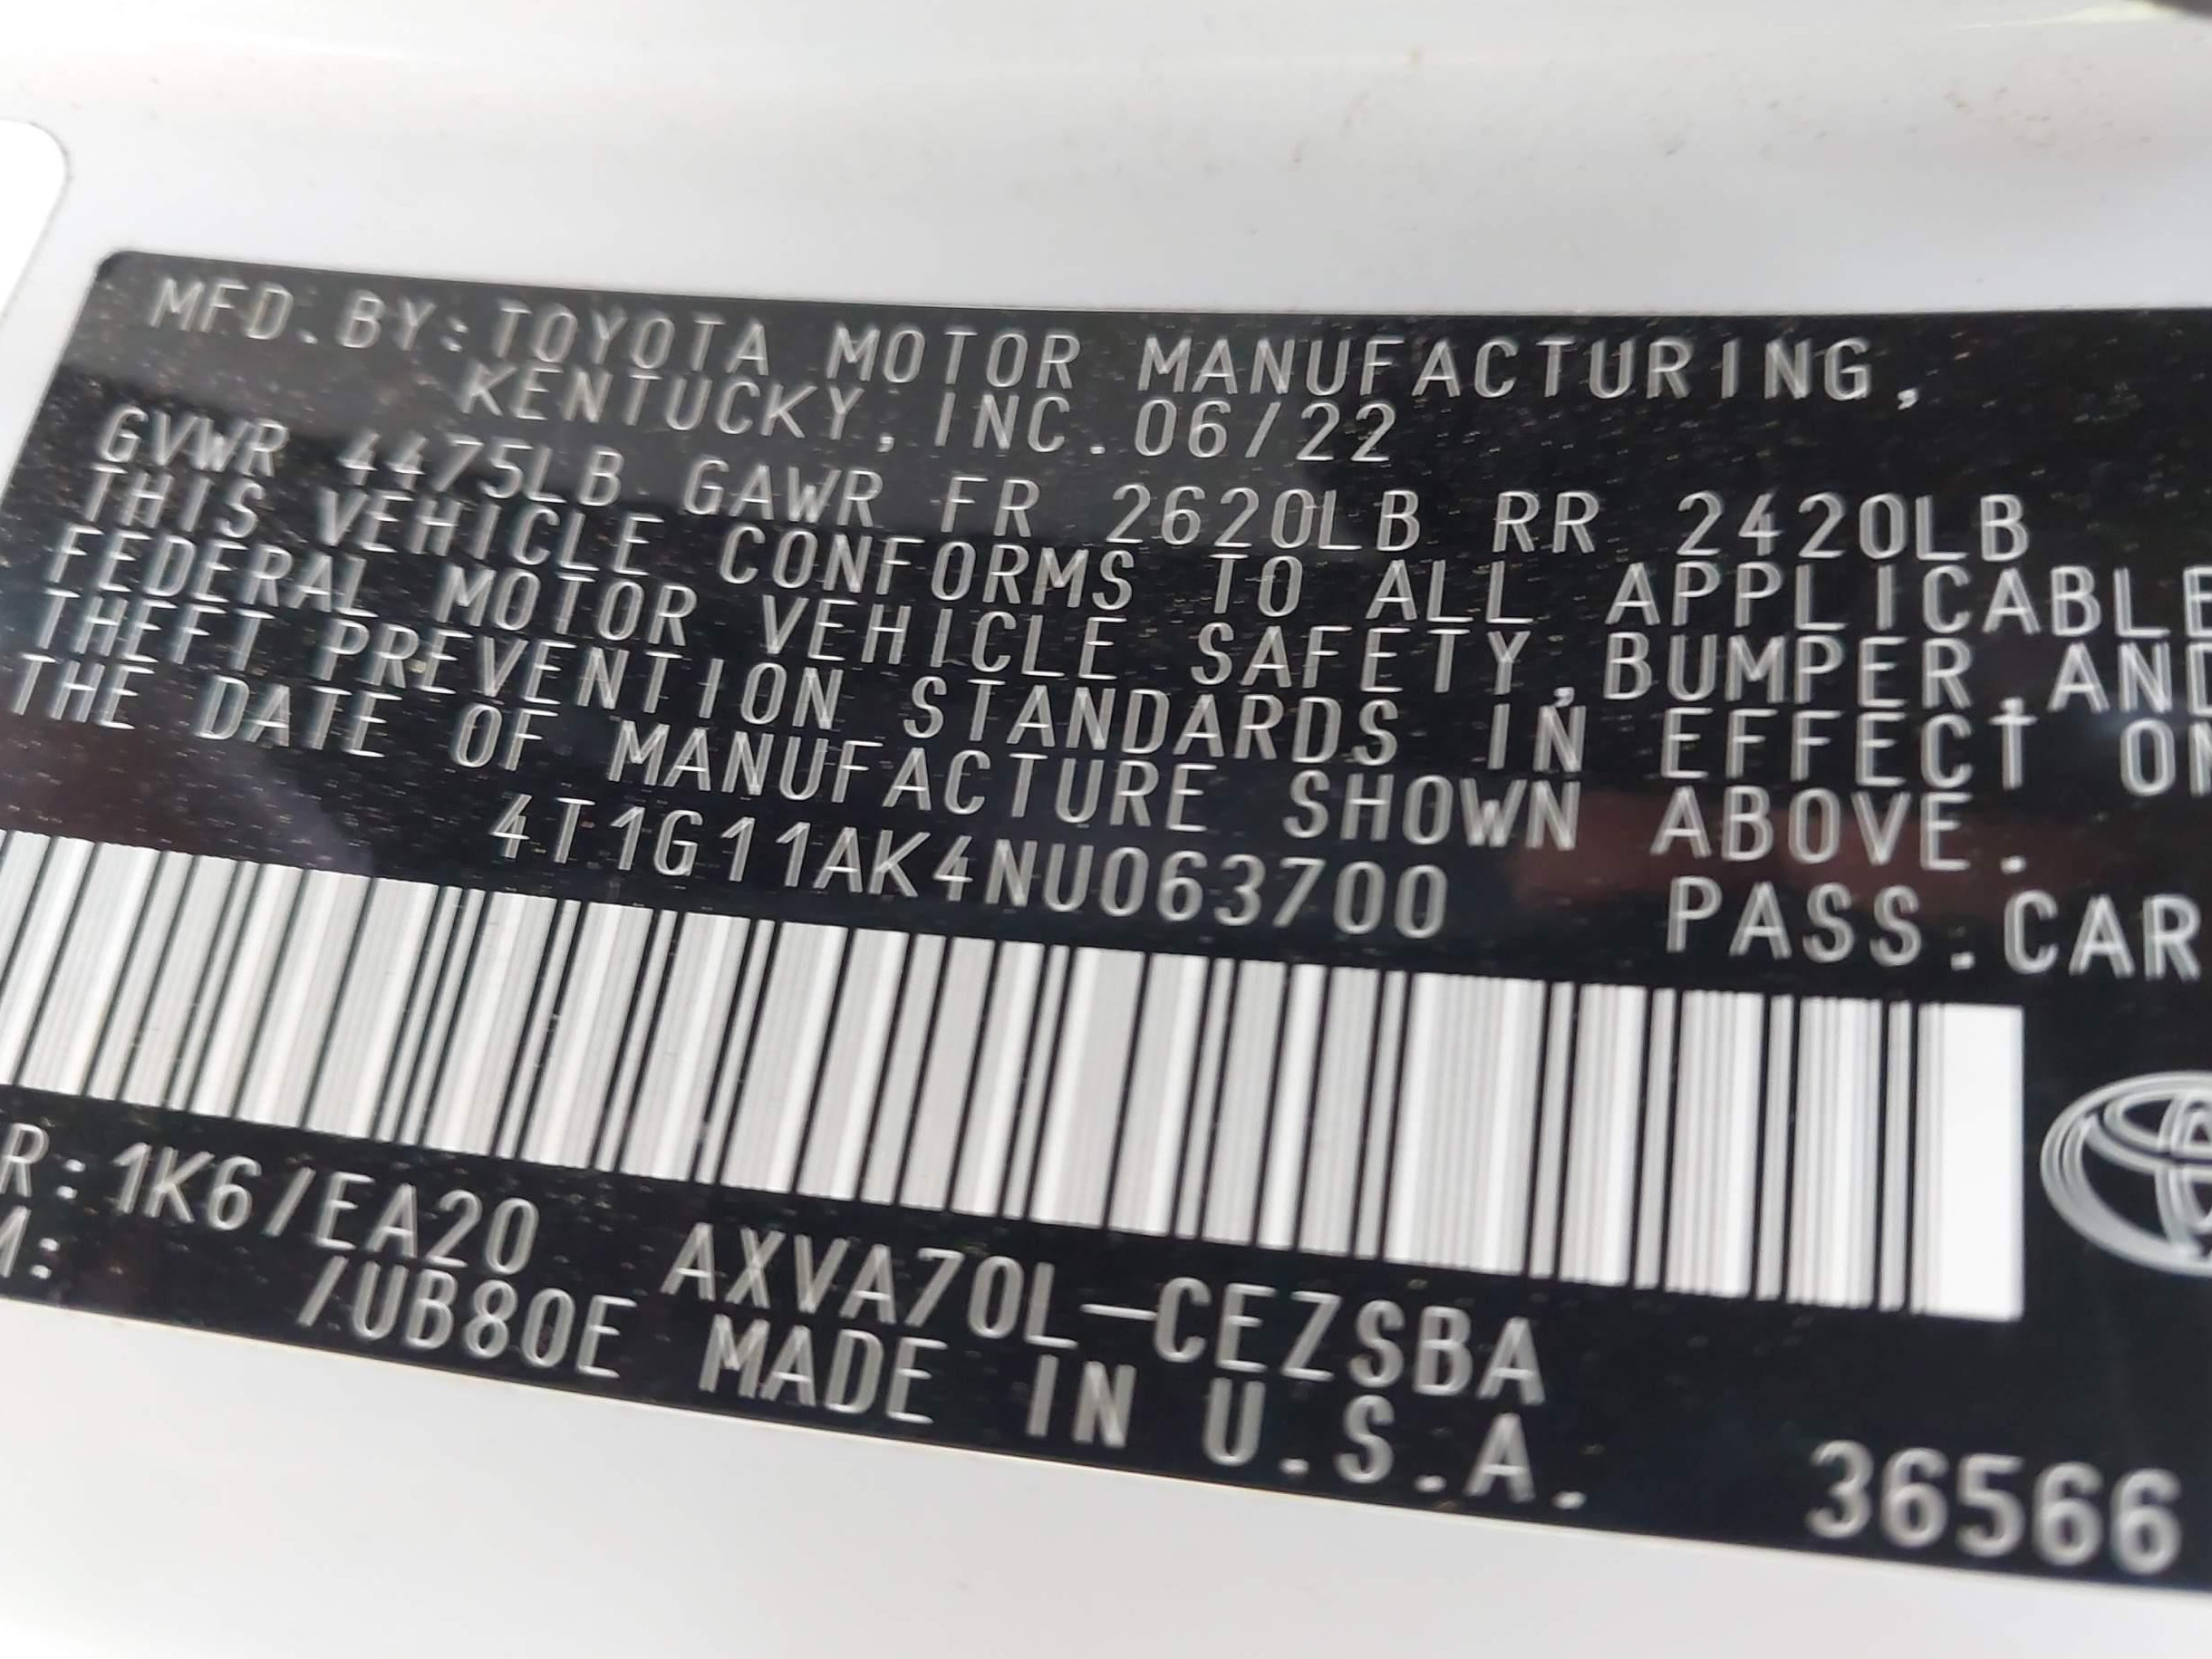 MFD.BY:TOYOTA MOTOR MANUFACTURING,
KENTUCKY, INC. 06/22
GVWR 4475LB GAWR FR 2620LB RR 2420LB
THIS VEHICLE CONFORMS TO ALL APPLICABLE
FEDERAL MOTOR VEHICLE SAFETY,BUMPER,AND
THEFT PREVENTION STANDARDS IN EFFECT ON
THE DATE OF MANUFACTURE SHOWN ABOVE.
4T1G11AK4NU063700 PASS.CAR
R:1K6/EA20 AXVA70L-CEZSBA
M: /UB80E MADE IN U.S.A. 36566